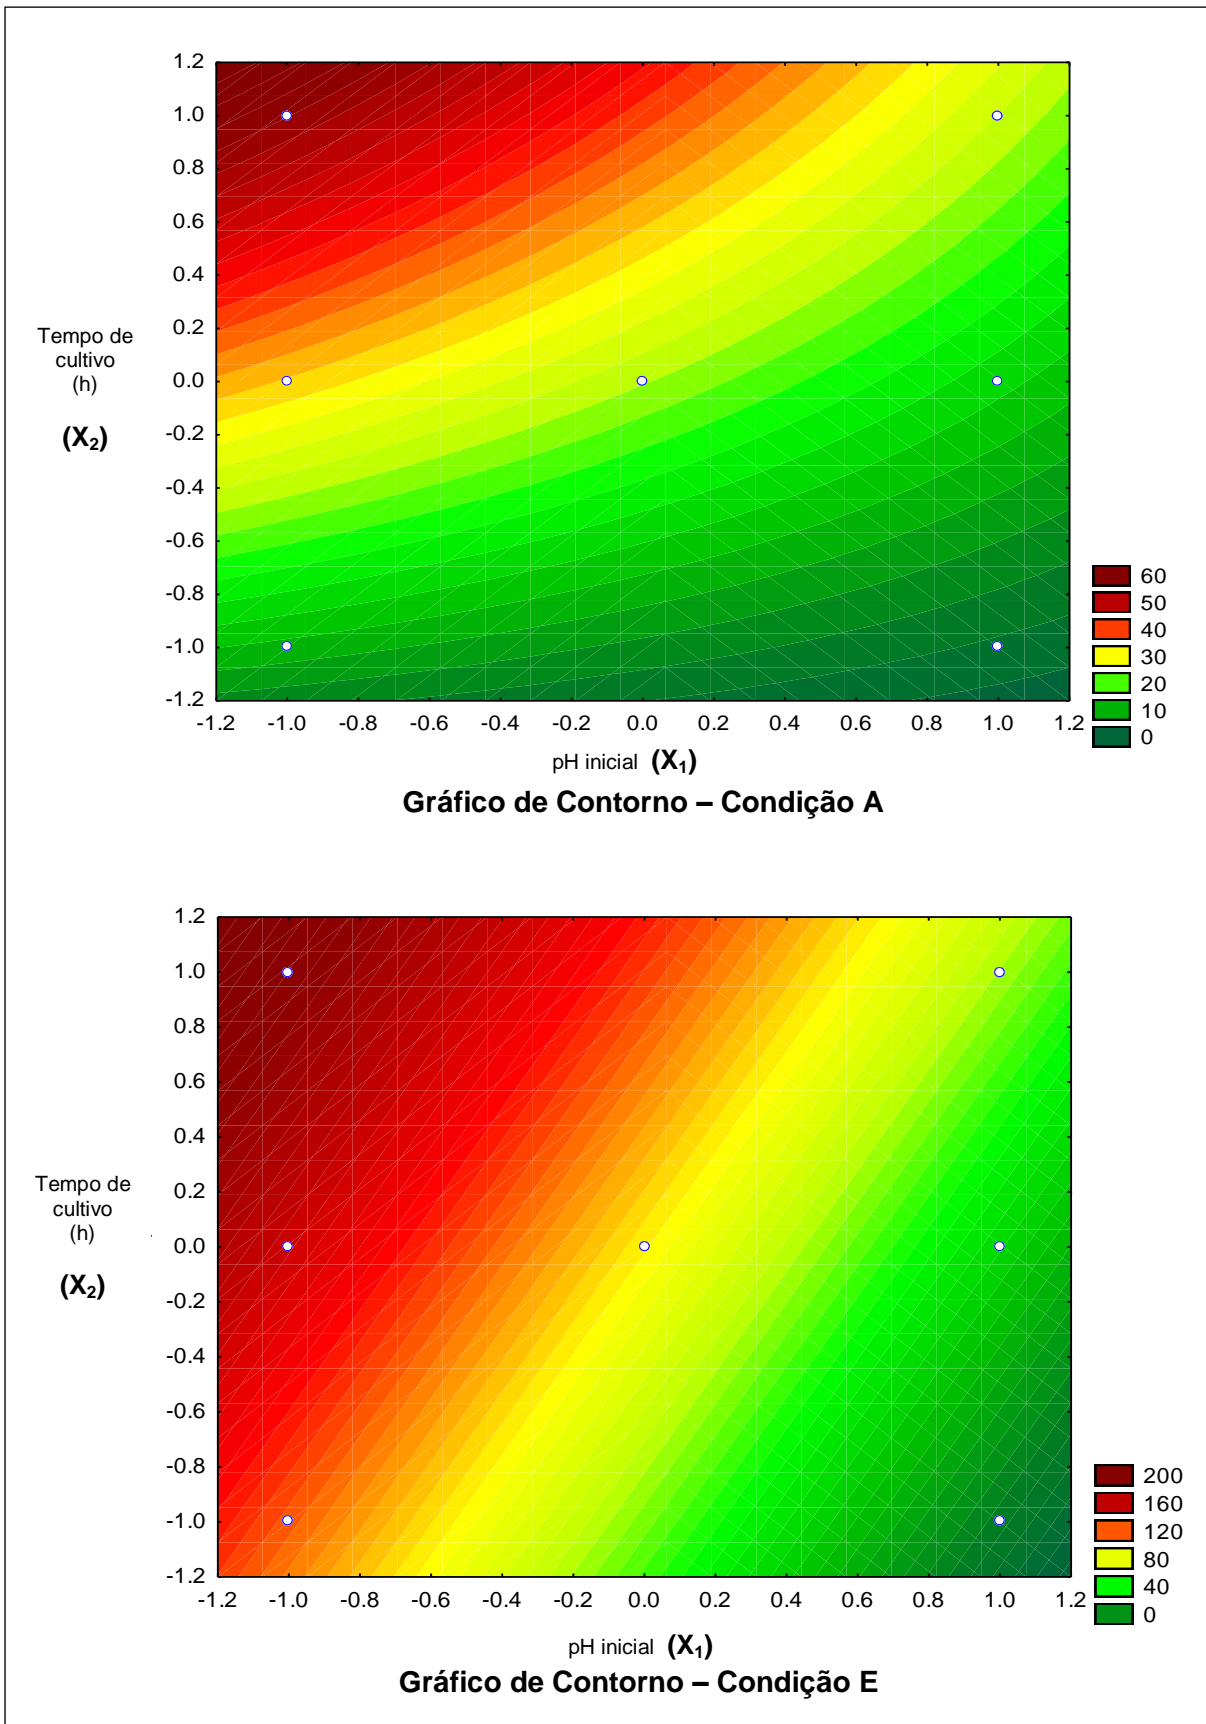 1.2
1.0
0.8
0.6
0.4
0.2
0.0
-0.2
-0.4
-0.6
-0.8
-1.0
-1.2
Tempo de
cultivo
(h)
(X₂)
-1.2 -1.0 -0.8 -0.6 -0.4 -0.2 0.0 0.2 0.4 0.6 0.8 1.0 1.2
pH inicial (X₁)
60
50
40
30
20
10
0
Gráfico de Contorno – Condição A
1.2
1.0
0.8
0.6
0.4
0.2
0.0
-0.2
-0.4
-0.6
-0.8
-1.0
-1.2
Tempo de
cultivo
(h)
(X₂)
-1.2 -1.0 -0.8 -0.6 -0.4 -0.2 0.0 0.2 0.4 0.6 0.8 1.0 1.2
pH inicial (X₁)
200
160
120
80
40
0
Gráfico de Contorno – Condição E